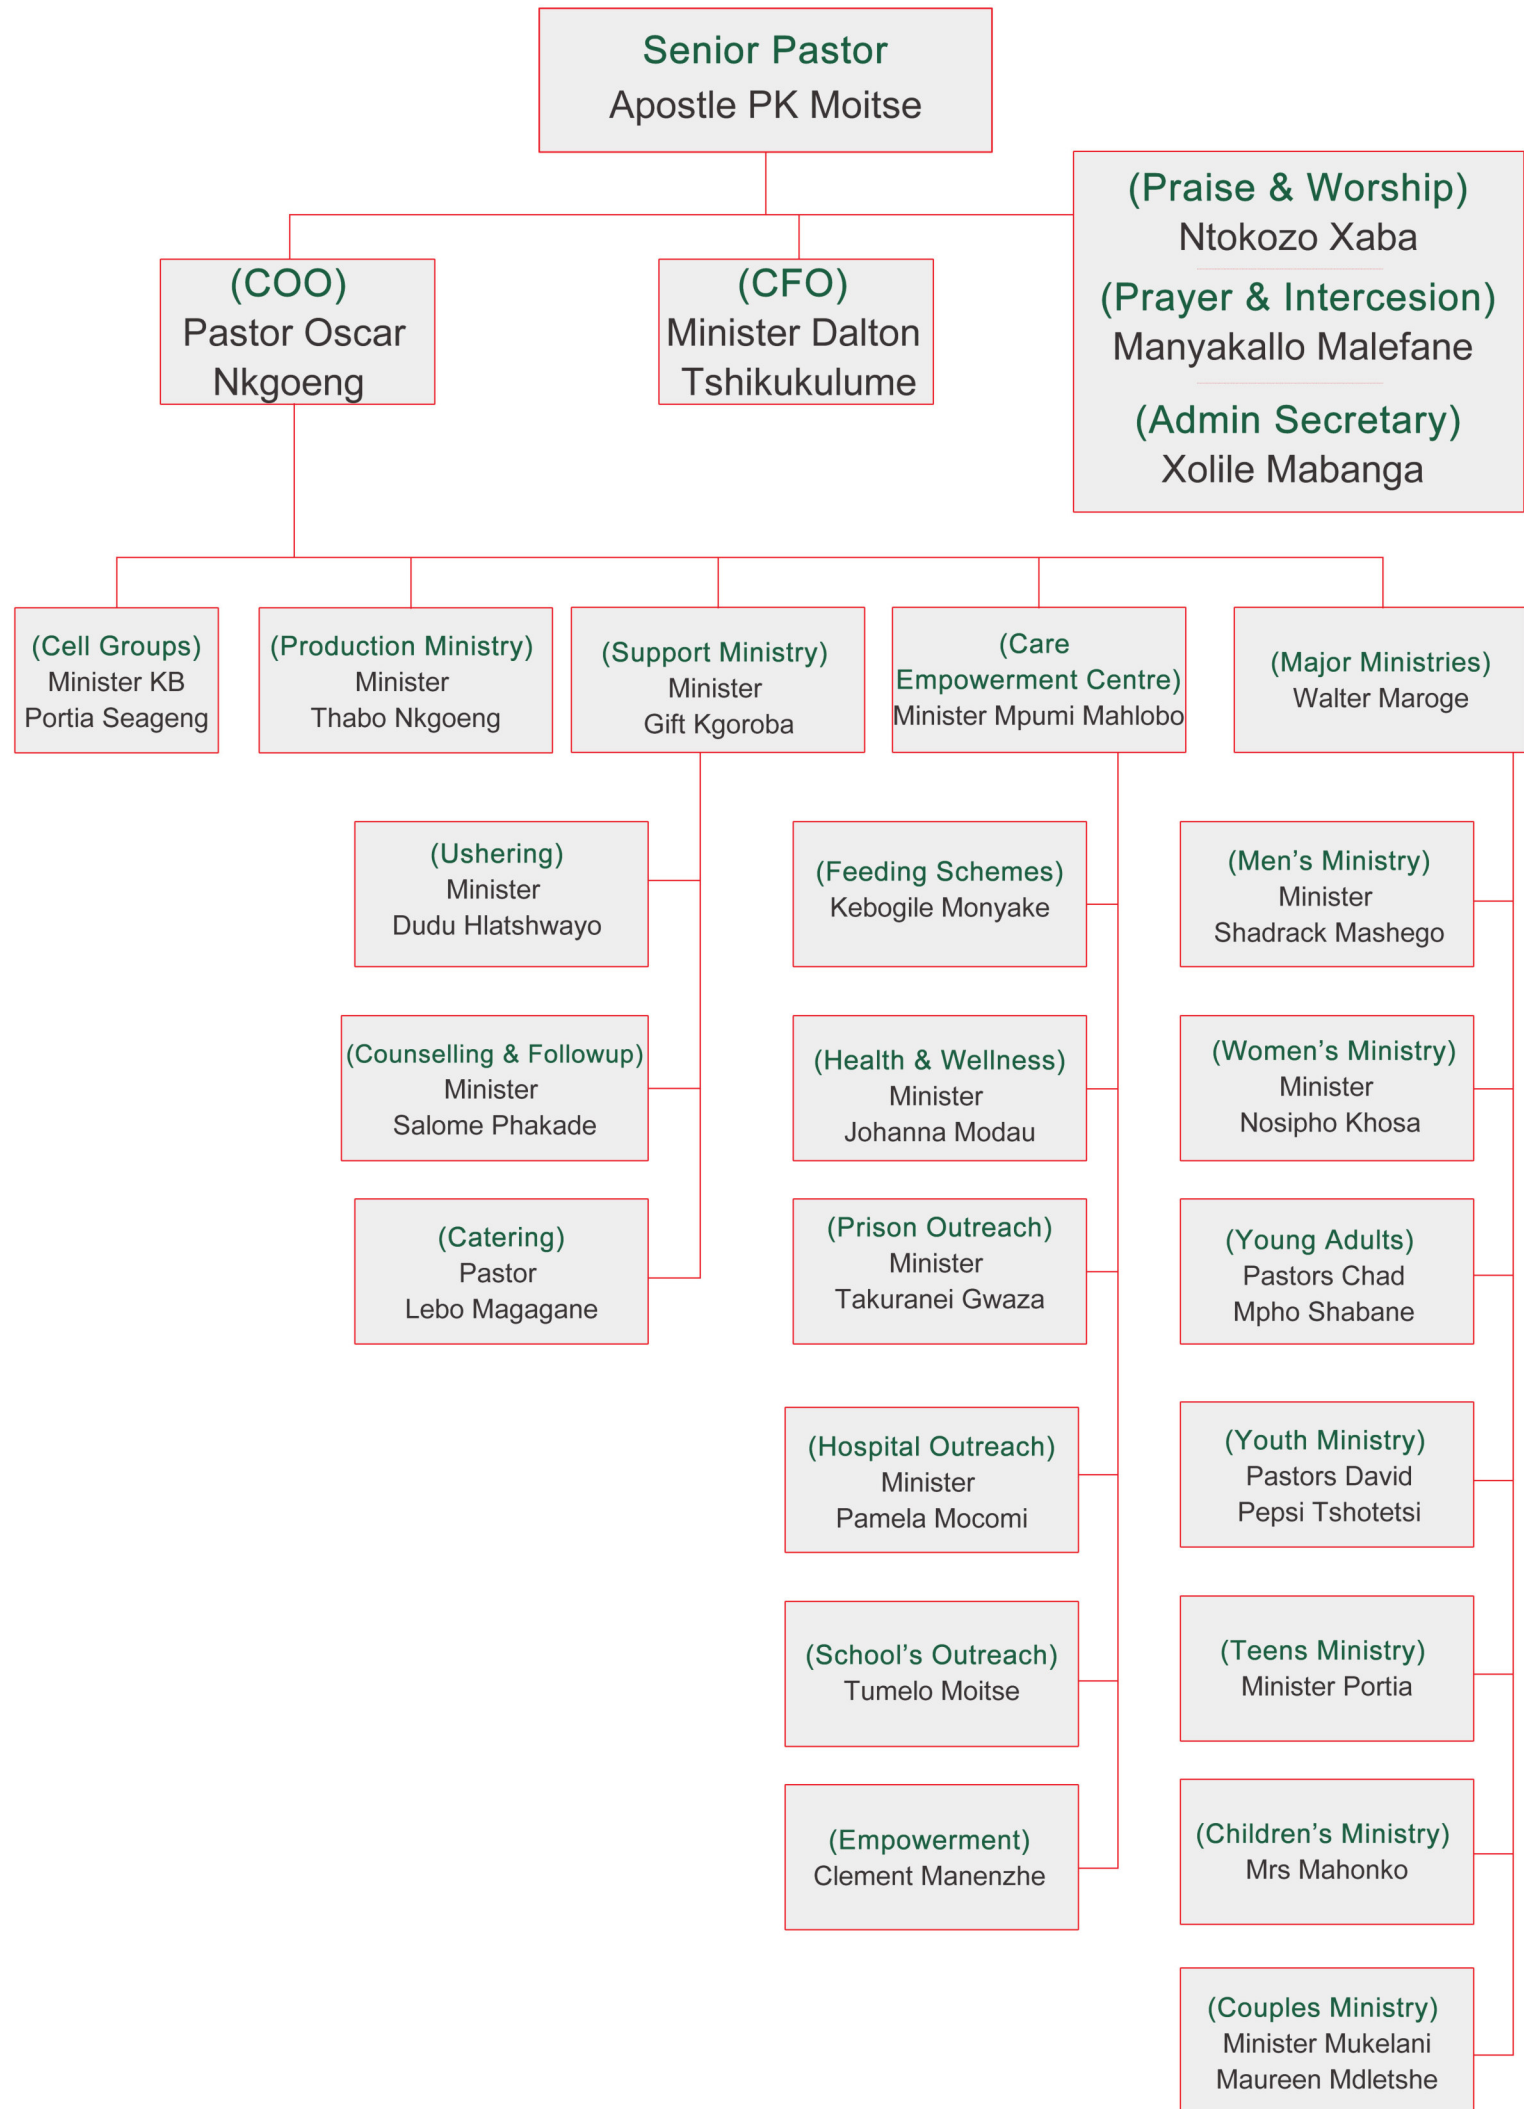 Senior Pastor
Apostle PK Moitse
(Praise & Worship)
Ntokozo Xaba
(Prayer & Intercesion)
Manyakallo Malefane
(Admin Secretary)
Xolile Mabanga
(COO)
Pastor Oscar
Nkgoeng
(CFO)
Minister Dalton
Tshikukulume
(Cell Groups)
Minister KB
Portia Seageng
(Production Ministry)
Minister
Thabo Nkgoeng
(Support Ministry)
Minister
Gift Kgoroba
(Care
Empowerment Centre)
Minister Mpumi Mahlobo
(Major Ministries)
Walter Maroge
(Ushering)
Minister
Dudu Hlatshwayo
(Counselling & Followup)
Minister
Salome Phakade
(Catering)
Pastor
Lebo Magagane
(Feeding Schemes)
Kebogile Monyake
(Health & Wellness)
Minister
Johanna Modau
(Prison Outreach)
Minister
Takuranei Gwaza
(Hospital Outreach)
Minister
Pamela Mocomi
(School’s Outreach)
Tumelo Moitse
(Empowerment)
Clement Manenzhe
(Men’s Ministry)
Minister
Shadrack Mashego
(Women’s Ministry)
Minister
Nosipho Khosa
(Young Adults)
Pastors Chad
Mpho Shabane
(Youth Ministry)
Pastors David
Pepsi Tshotetsi
(Teens Ministry)
Minister Portia
(Children’s Ministry)
Mrs Mahonko
(Couples Ministry)
Minister Mukelani
Maureen Mdletshe